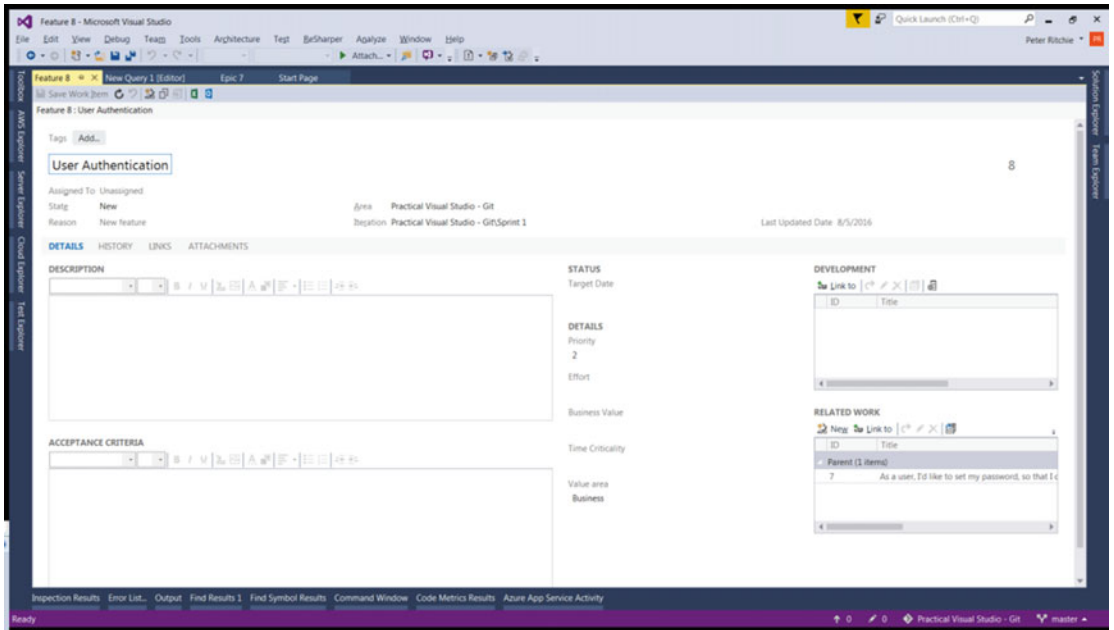 Feature 8 - Microsoft Visual Studio
Quick Launch (Ctrl+Q)
File Edit View Debug Team Tools Architecture Test ReSharper Analyze Window Help
Peter Ritchie
Attach...
Feature 8 New Query 1 [Editor] Epic 7 Start Page
Save Work Item
Feature 8 : User Authentication
Toolbox
AWS Explorer
Server Explorer
Cloud Explorer
Test Explorer
Solution Explorer
Team Explorer
Tags Add...
User Authentication 8
Assigned To Unassigned
State New Area Practical Visual Studio - Git
Reason New feature Iteration Practical Visual Studio - Git\Sprint 1 Last Updated Date 8/5/2016
DETAILS HISTORY LINKS ATTACHMENTS
DESCRIPTION
STATUS
Target Date
DETAILS
Priority
2
Effort
Business Value
Time Criticality
Value area
Business
ACCEPTANCE CRITERIA
DEVELOPMENT
Link to
ID Title
RELATED WORK
New Link to
ID Title
Parent (1 items)
7 As a user, I'd like to set my password, so that I c
Inspection Results Error List... Output Find Results 1 Find Symbol Results Command Window Code Metrics Results Azure App Service Activity
Ready 0 0 Practical Visual Studio - Git master